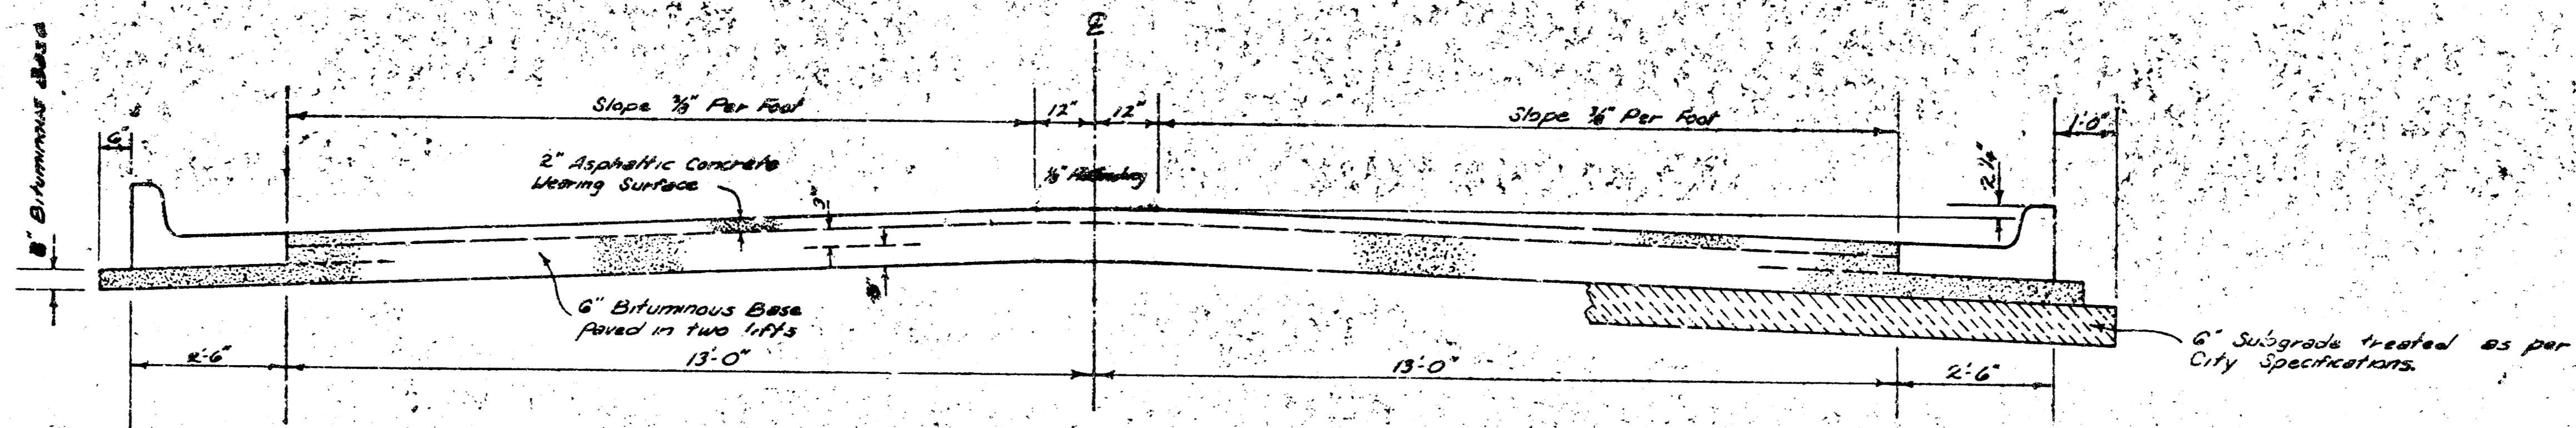 ℄
Slope 3/8" Per Foot
12"
12"
Slope 3/8" Per Foot
6"
1'-0"
2" Asphaltic Concrete
Wearing Surface
1/8"
3"
2 1/4"
Bituminous Base
6" Bituminous Base
paved in two lifts
6" Subgrade treated as per
City Specifications.
2'-6"
13'-0"
13'-0"
2'-6"